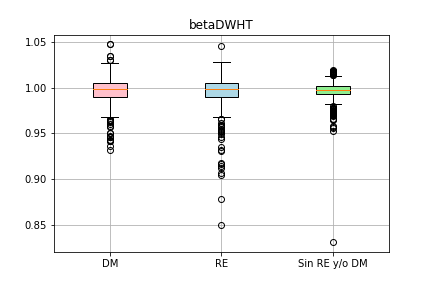 betaDWHT
1.05
1.00
0.95
0.90
0.85
DM
RE
Sin RE y/o DM